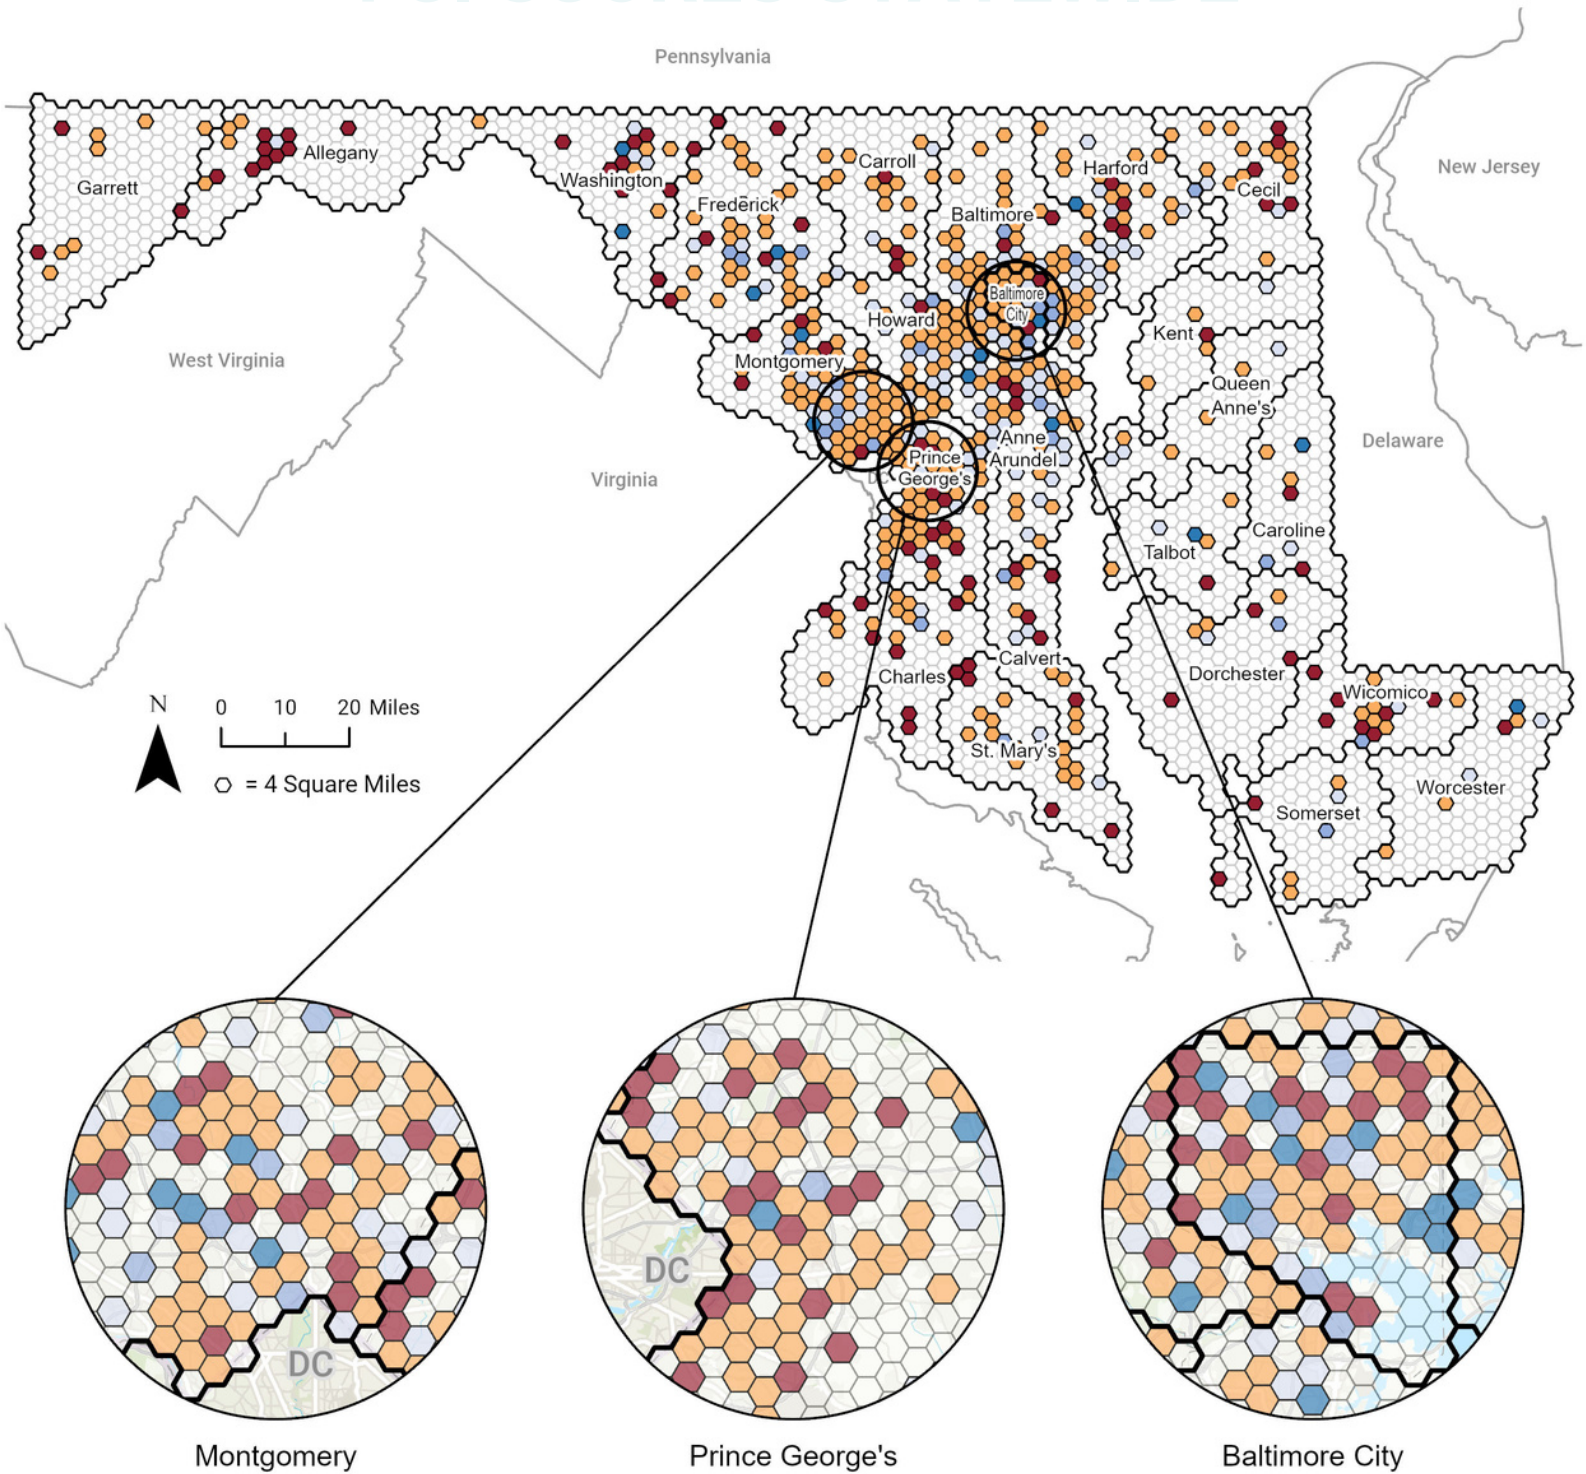 Pennsylvania
New Jersey
Garrett
Allegany
Washington
Frederick
Carroll
Baltimore
Harford
Cecil
Baltimore
City
Howard
Kent
West Virginia
Montgomery
Queen
Anne's
Delaware
Virginia
Prince
George's
DC
Anne
Arundel
Talbot
Caroline
Charles
Calvert
Dorchester
Wicomico
St. Mary's
Somerset
Worcester
N
0 10 20 Miles
= 4 Square Miles
DC
DC
Montgomery
Prince George's
Baltimore City